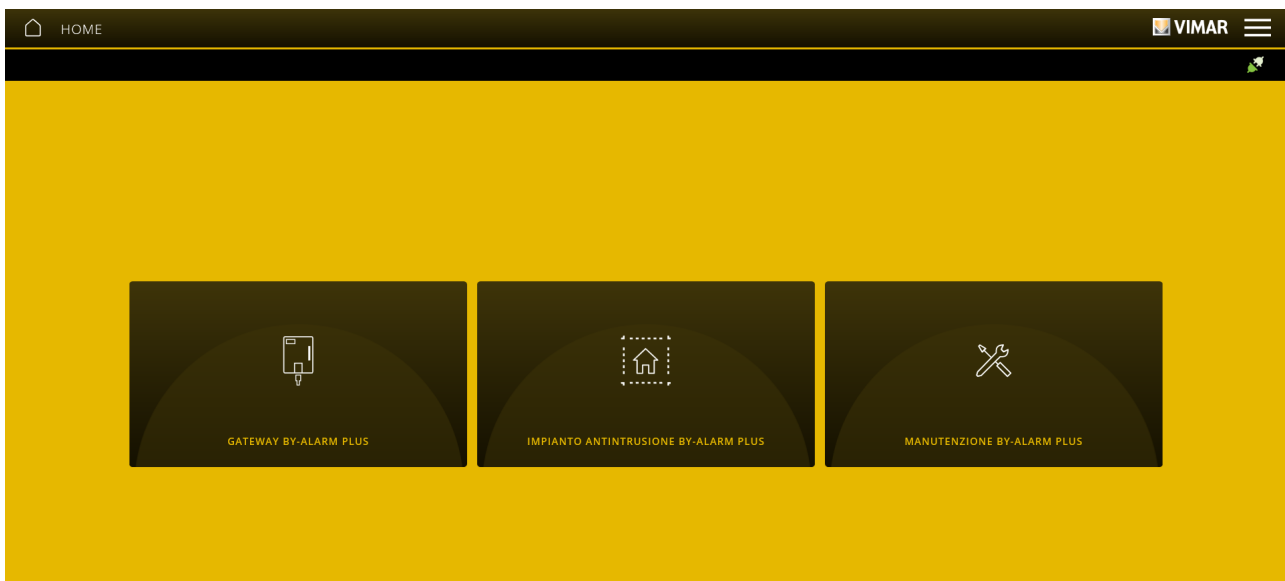 HOME
VIMAR
GATEWAY BY-ALARM PLUS
IMPIANTO ANTINTRUSIONE BY-ALARM PLUS
MANUTENZIONE BY-ALARM PLUS